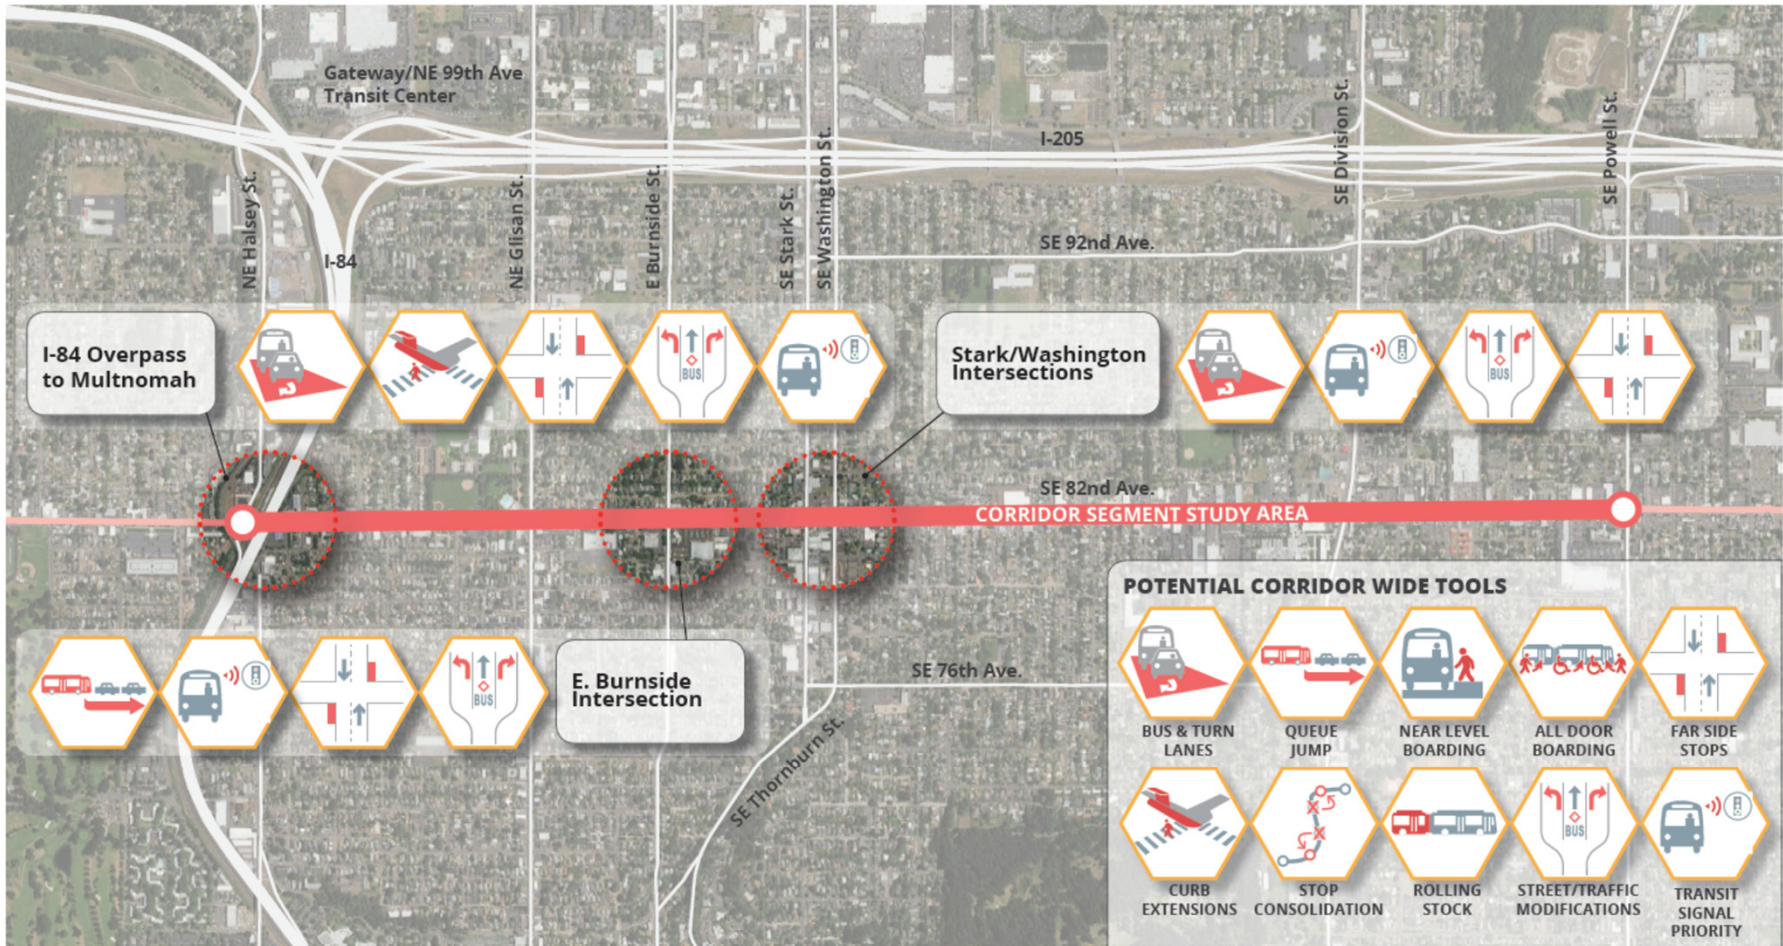 Gateway/NE 99th Ave
Transit Center
I-205
NE Halsey St.
I-84
NE Glisan St.
E Burnside St.
SE Stark St.
SE Washington St.
SE Division St.
SE Powell St.
SE 92nd Ave.
I-84 Overpass
to Multnomah
BUS
Stark/Washington
Intersections
BUS
SE 82nd Ave.
CORRIDOR SEGMENT STUDY AREA
BUS
E. Burnside
Intersection
SE 76th Ave.
SE Thornburn St.
POTENTIAL CORRIDOR WIDE TOOLS
BUS & TURN
LANES
QUEUE
JUMP
NEAR LEVEL
BOARDING
ALL DOOR
BOARDING
FAR SIDE
STOPS
BUS
CURB
EXTENSIONS
STOP
CONSOLIDATION
ROLLING
STOCK
STREET/TRAFFIC
MODIFICATIONS
TRANSIT
SIGNAL
PRIORITY